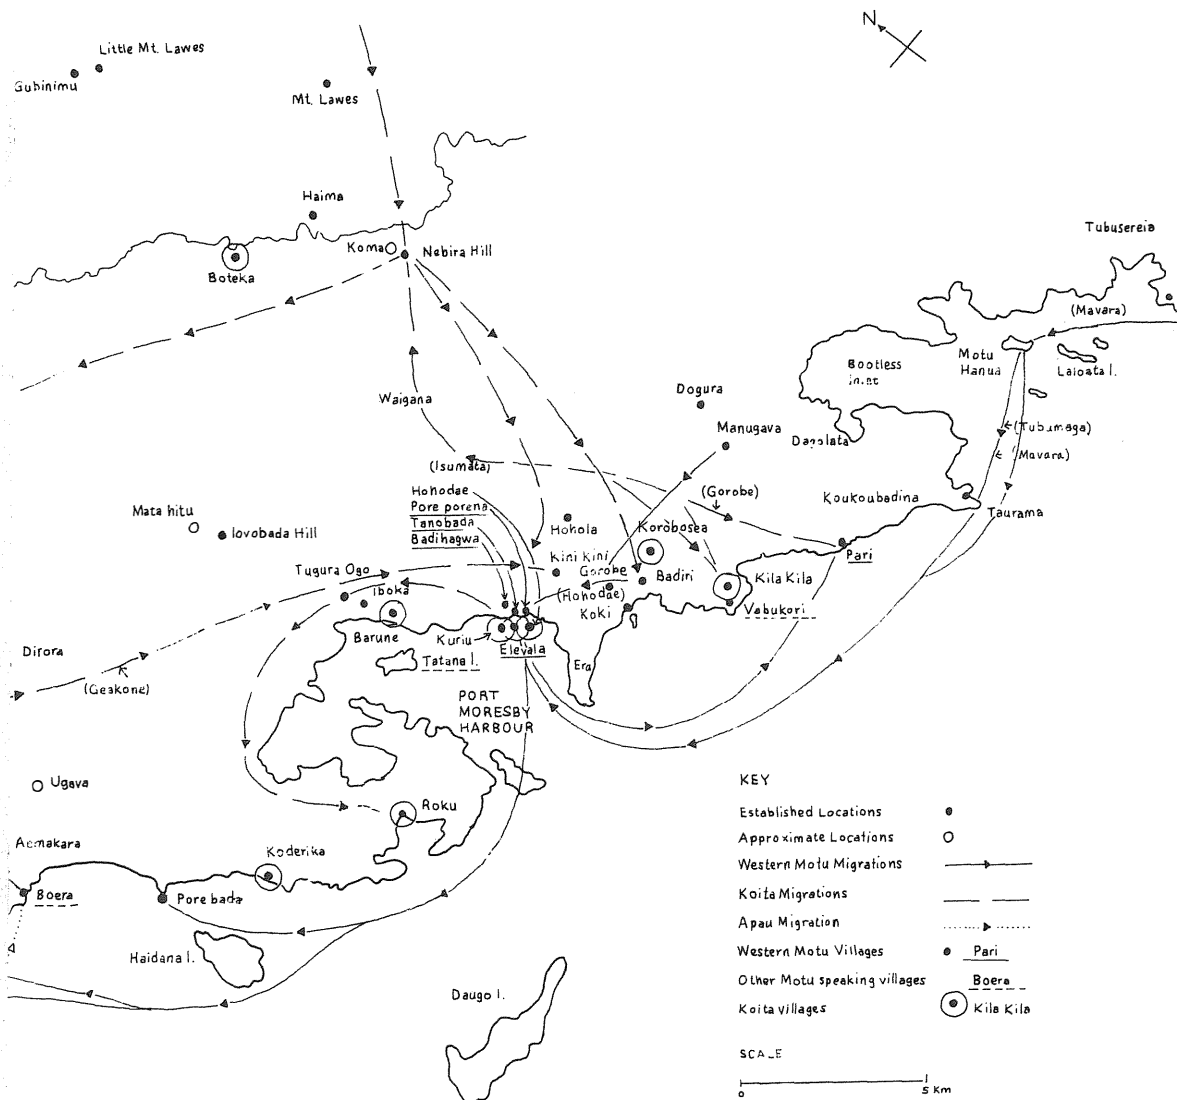 N
Little Mt. Lawes
Gubinimu
Mt. Lawes
Haima
Koma
Nebira Hill
Boteka
Tubusereia
(Mavara)
Motu
Hanua
Laloata I.
Bootless
Inlet
Waigana
Dogura
Manugava
Dagolata
(Tubumaga)
(Mavara)
(Isumata)
(Gorobe)
Koukoubadina
Taurama
Hohodae
Pore porena
Tanobada
Badihagwa
Mata hitu
Iovobada Hill
Hohola
Korobosea
Pari
Kini Kini
Gorobe
Badiri
Kila Kila
Tugura Ogo
Iboka
(Hohodae)
Koki
Vabukori
Barune
Kuriu
Elevala
Dirora
Tatana I.
Era
(Geakone)
PORT
MORESBY
HARBOUR
Ugava
Roku
Aemakara
Koderika
Boera
Pore bada
Haidana I.
Daugo I.
KEY
Established Locations
Approximate Locations
Western Motu Migrations
Koita Migrations
Apau Migration
Western Motu Villages Pari
Other Motu speaking villages Boera
Koita villages Kila Kila
SCALE
0 5 Km